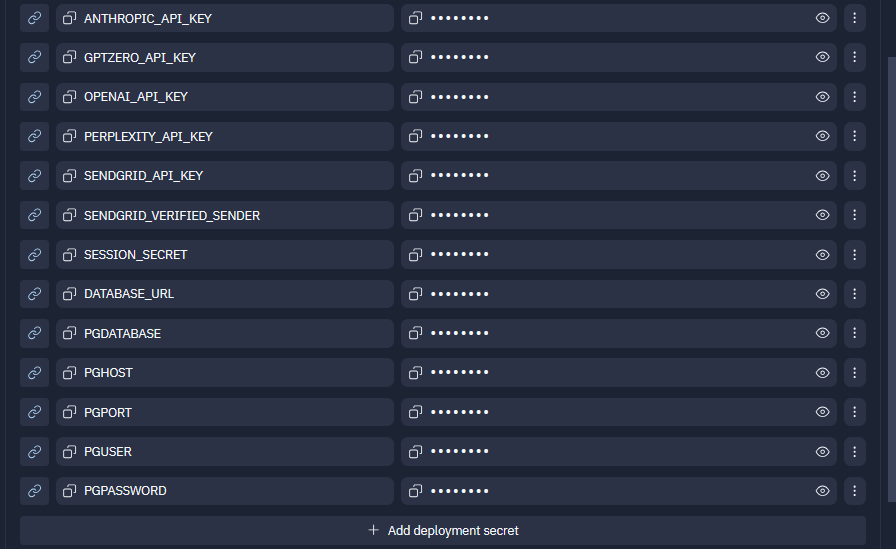 ANTHROPIC_API_KEY ••••••••
GPTZERO_API_KEY ••••••••
OPENAI_API_KEY ••••••••
PERPLEXITY_API_KEY ••••••••
SENDGRID_API_KEY ••••••••
SENDGRID_VERIFIED_SENDER ••••••••
SESSION_SECRET ••••••••
DATABASE_URL ••••••••
PGDATABASE ••••••••
PGHOST ••••••••
PGPORT ••••••••
PGUSER ••••••••
PGPASSWORD ••••••••
+ Add deployment secret